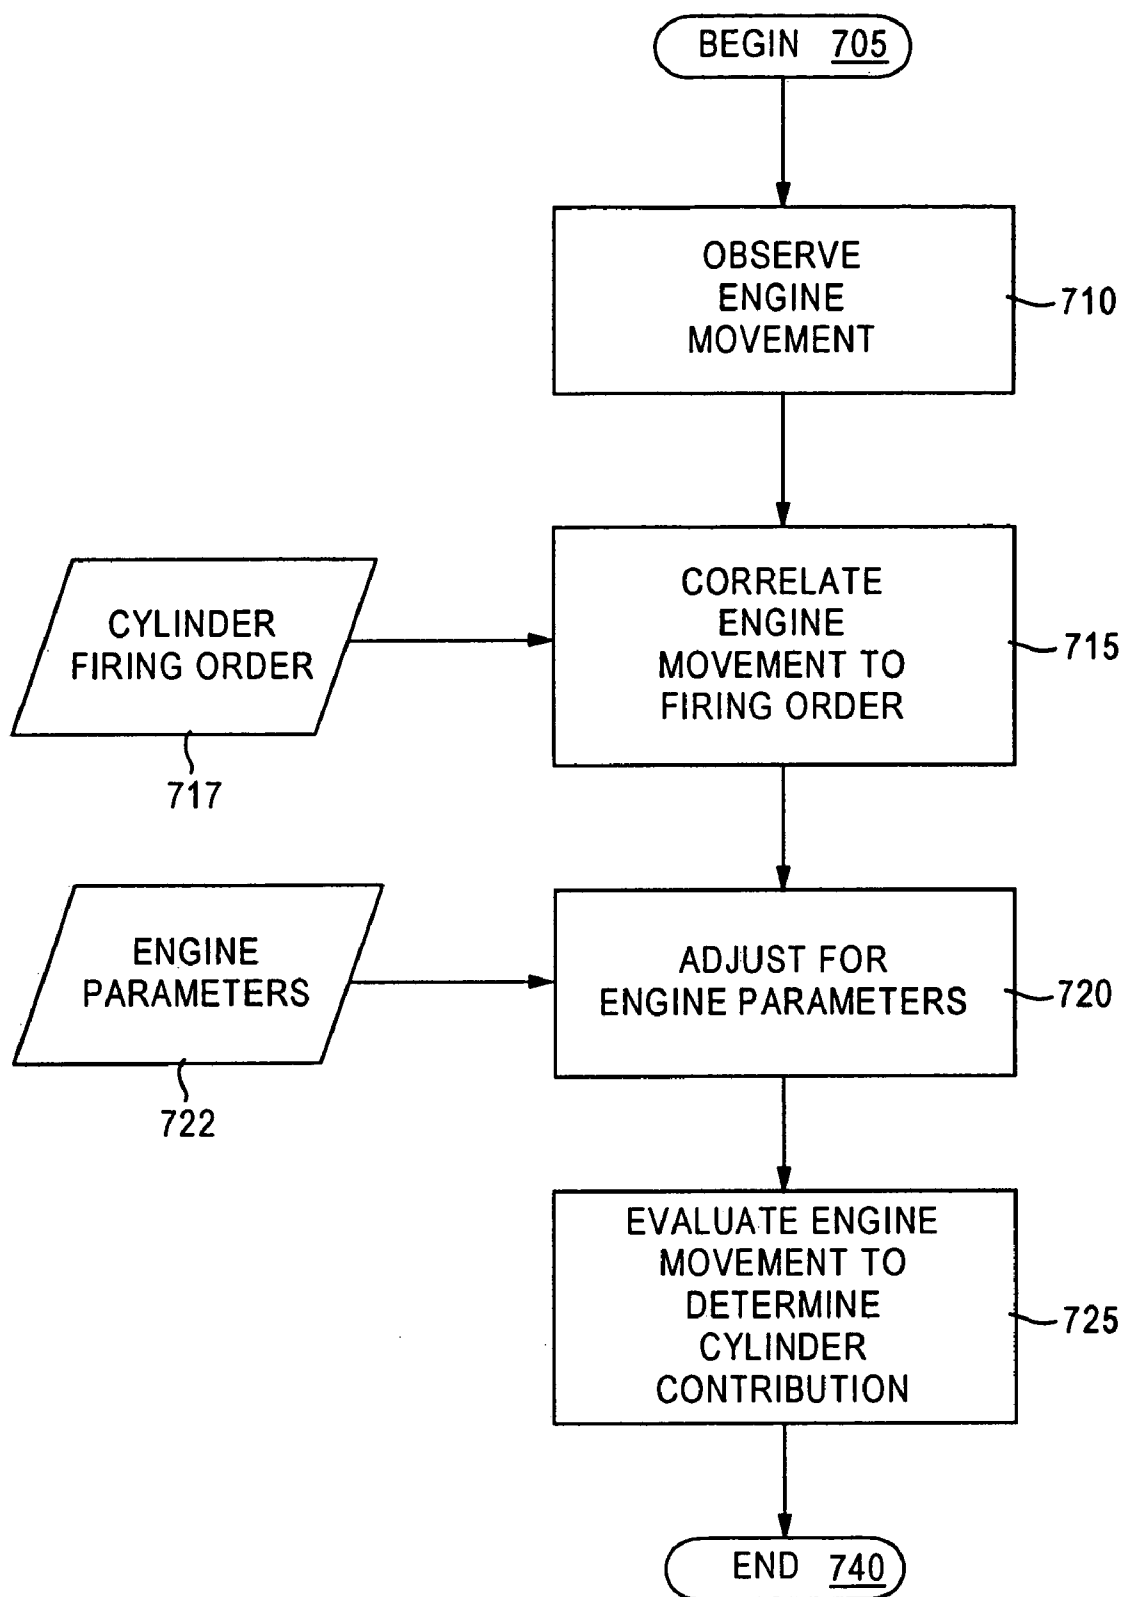 BEGIN 705
OBSERVE
ENGINE
MOVEMENT
710
CORRELATE
ENGINE
MOVEMENT TO
FIRING ORDER
715
CYLINDER
FIRING ORDER
717
ENGINE
PARAMETERS
722
ADJUST FOR
ENGINE PARAMETERS
720
EVALUATE ENGINE
MOVEMENT TO
DETERMINE
CYLINDER
CONTRIBUTION
725
END 740